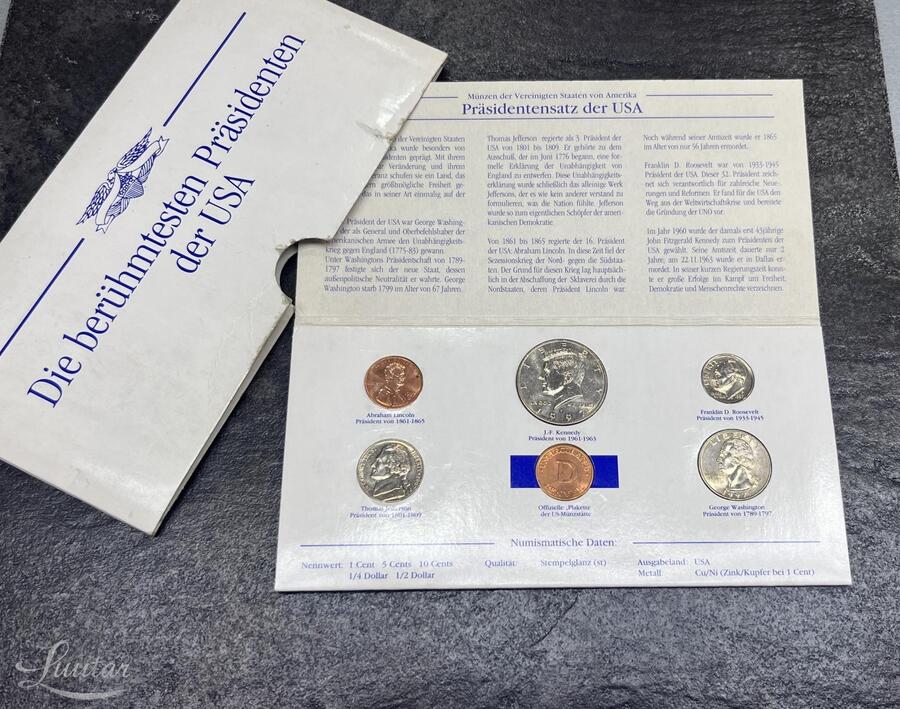 Die berühmtesten Präsidenten
der USA
Münzen der Vereinigten Staaten von Amerika
Präsidentensatz der USA
der Vereinigten Staaten
wurde besonders von
denten geprägt. Mit ihrem
ur Veränderung und ihrem
schufen sie ein Land, das
größtmögliche Freiheit ge-
das in seiner Art einmalig auf der
Präsident der USA war George Washing-
der als General und Oberbefehlshaber der
erikanischen Armee den Unabhängigkeits-
krieg gegen England (1775-83) gewann.
Unter Washingtons Präsidentschaft von 1789-
1797 festigte sich der neue Staat, dessen
außenpolitische Neutralität er wahrte. George
Washington starb 1799 im Alter von 67 Jahren.
Thomas Jefferson regierte als 3. Präsident der
USA von 1801 bis 1809. Er gehörte zu dem
Ausschuß, der im Juni 1776 begann, eine for-
melle Erklärung der Unabhängigkeit von
England zu entwerfen. Diese Unabhängigkeits-
erklärung wurde schließlich das alleinige Werk
Jeffersons, der es wie kein anderer verstand zu
formulieren, was die Nation fühlte. Jefferson
wurde so zum eigentlichen Schöpfer der amerikani-
schen Demokratie.
Von 1861 bis 1865 regierte der 16. Präsident
der USA: Abraham Lincoln. In diese Zeit fiel der
Sezessionskrieg der Nord- gegen die Südstaa-
ten. Der Grund für diesen Krieg lag hauptsäch-
lich in der Abschaffung der Sklaverei durch die
Nordstaaten, deren Präsident Lincoln war.
Noch während seiner Amtszeit wurde er 1865
im Alter von nur 56 Jahren ermordet.
Franklin D. Roosevelt war von 1933-1945
Präsident der USA. Dieser 32. Präsident zeich-
net sich verantwortlich für zahlreiche Neue-
rungen und Reformen. Er fand für die USA den
Weg aus der Weltwirtschaftskrise und bereitete
die Gründung der UNO vor.
Im Jahre 1960 wurde der damals erst 43jährige
John Fitzgerald Kennedy zum Präsidenten der
USA gewählt. Seine Amtszeit dauerte nur 2
Jahre; am 22.11.1963 wurde er in Dallas er-
mordet. In seiner kurzen Regierungszeit konn-
te er große Erfolge im Kampf um Freiheit,
Demokratie und Menschenrechte verzeichnen.
Abraham Lincoln
Präsident von 1861-1865
LIBERTY
1997
J.-F. Kennedy
Präsident von 1961-1963
Franklin D. Roosevelt
Präsident von 1933-1945
Thomas Jefferson
Präsident von 1801-1809
D
Offizielle „Plakette
der US-Münzstätte
LIBERTY
1997
George Washington
Präsident von 1789-1797
Numismatische Daten:
Nennwert: 1 Cent 5 Cents 10 Cents
1/4 Dollar 1/2 Dollar
Qualität: Stempelglanz (st)
Ausgabeland: USA
Metall: Cu/Ni (Zink/Kupfer bei 1 Cent)
Luutar